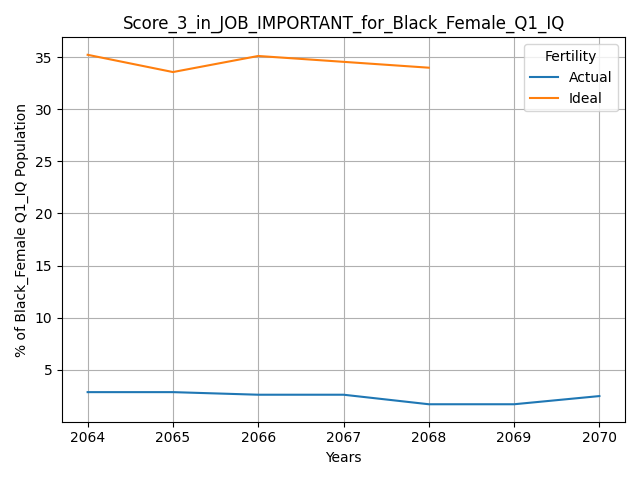 Score_3_in_JOB_IMPORTANT_for_Black_Female_Q1_IQ
Fertility
Actual
Ideal
% of Black_Female Q1_IQ Population
35
30
25
20
15
10
5
2064 2065 2066 2067 2068 2069 2070
Years